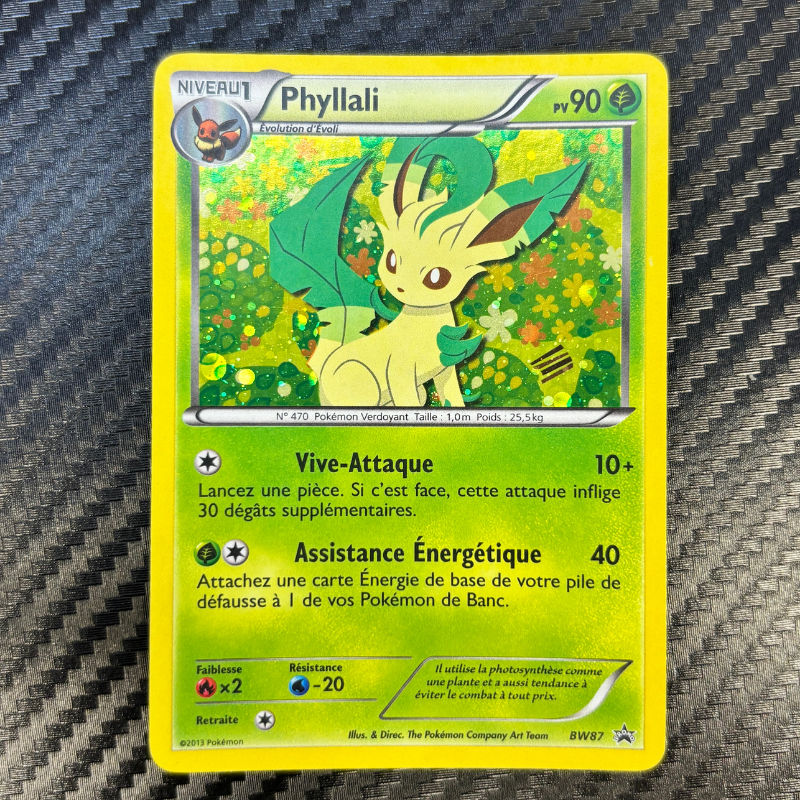 NIVEAU1
Phyllali
PV90
Évolution d'Évoli
N° 470 Pokémon Verdoyant Taille : 1,0m Poids : 25,5kg
Vive-Attaque 10+
Lancez une pièce. Si c'est face, cette attaque inflige
30 dégâts supplémentaires.
Assistance Énergétique 40
Attachez une carte Énergie de base de votre pile de
défausse à 1 de vos Pokémon de Banc.
Faiblesse
×2
Résistance
-20
Il utilise la photosynthèse comme
une plante et a aussi tendance à
éviter le combat à tout prix.
Retraite
Illus. & Direc. The Pokémon Company Art Team
BW87
©2013 Pokémon